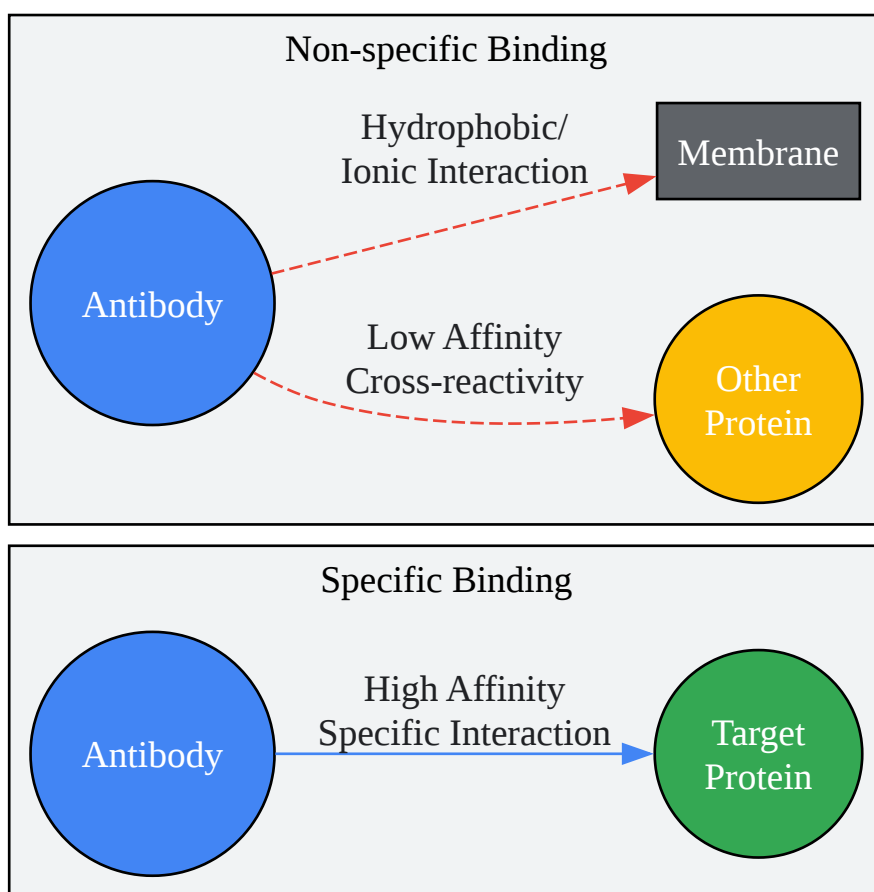 Non-specific Binding
Hydrophobic/
Ionic Interaction
Membrane
Antibody
Low Affinity
Cross-reactivity
Other
Protein
Specific Binding
High Affinity
Specific Interaction
Antibody
Target
Protein